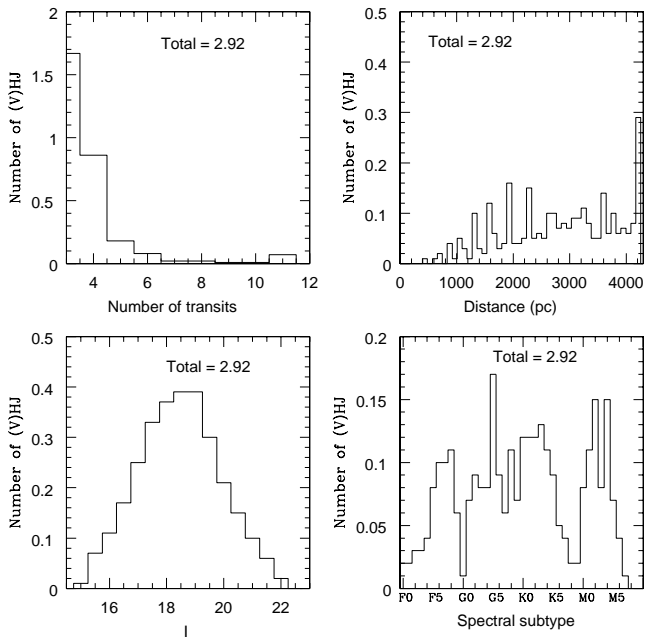 2
1.5
1
0.5
0
Number of (V)HJ
Total = 2.92
4 6 8 10 12
Number of transits
0.5
0.4
0.3
0.2
0.1
0
Number of (V)HJ
Total = 2.92
0 1000 2000 3000 4000
Distance (pc)
0.5
0.4
0.3
0.2
0.1
0
Number of (V)HJ
Total = 2.92
16 18 20 22
I
0.2
0.15
0.1
0.05
0
Number of (V)HJ
Total = 2.92
F0 F5 G0 G5 K0 K5 M0 M5
Spectral subtype